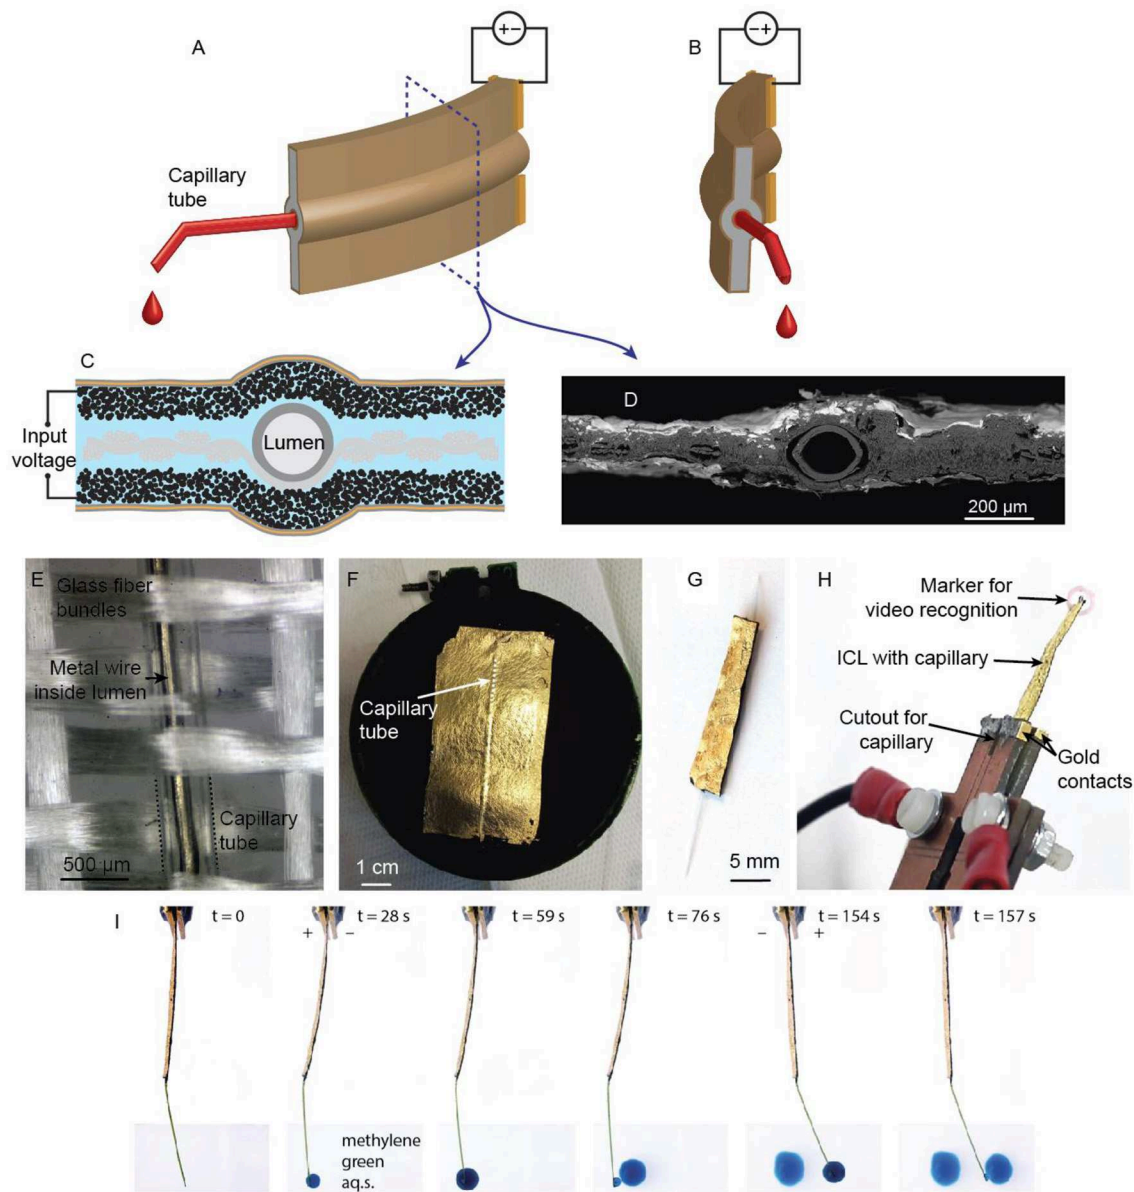 A
+−
B
−+
Capillary
tube
C
Input
voltage
Lumen
D
200 µm
E
Glass fiber
bundles
Metal wire
inside lumen
Capillary
tube
500 µm
F
Capillary
tube
1 cm
G
5 mm
H
Marker for
video recognition
ICL with capillary
Cutout for
capillary
Gold
contacts
I
t = 0
t = 28 s
t = 59 s
t = 76 s
t = 154 s
t = 157 s
+ −
− +
methylene
green
aq.s.